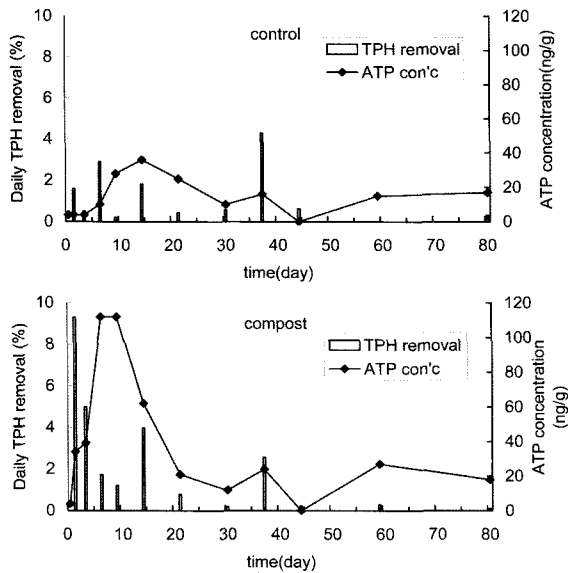 control
TPH removal
ATP con'c
Daily TPH removal (%)
10
8
6
4
2
0
ATP concentration(ng/g)
120
100
80
60
40
20
0
0 10 20 30 40 50 60 70 80
time(day)
compost
TPH removal
ATP con'c
Daily TPH removal (%)
10
8
6
4
2
0
ATP concentration
(ng/g)
120
100
80
60
40
20
0
0 10 20 30 40 50 60 70 80
time(day)